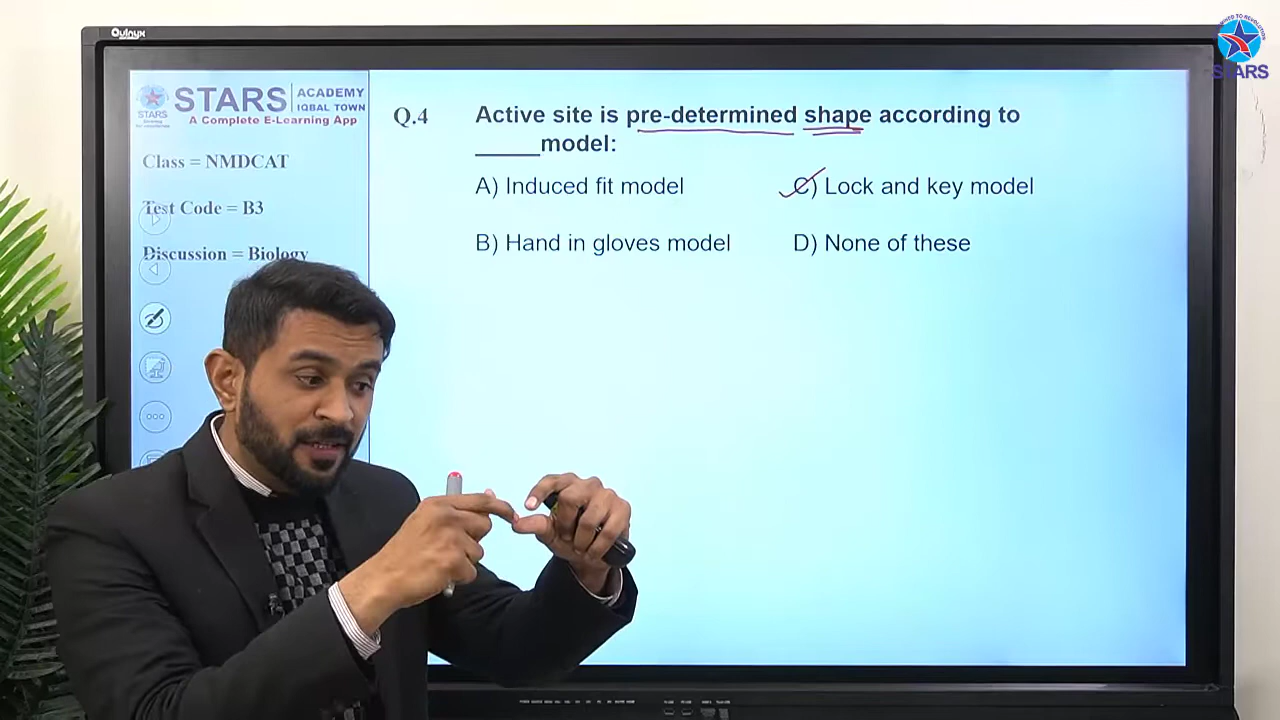 Qulnyx
STARS
ACADEMY
IQBAL TOWN
A Complete E-Learning App
STARS
Class = NMDCAT
Test Code = B3
Discussion = Biology
Q.4 Active site is pre-determined shape according to
_____model:
A) Induced fit model
C) Lock and key model
B) Hand in gloves model
D) None of these
STARS